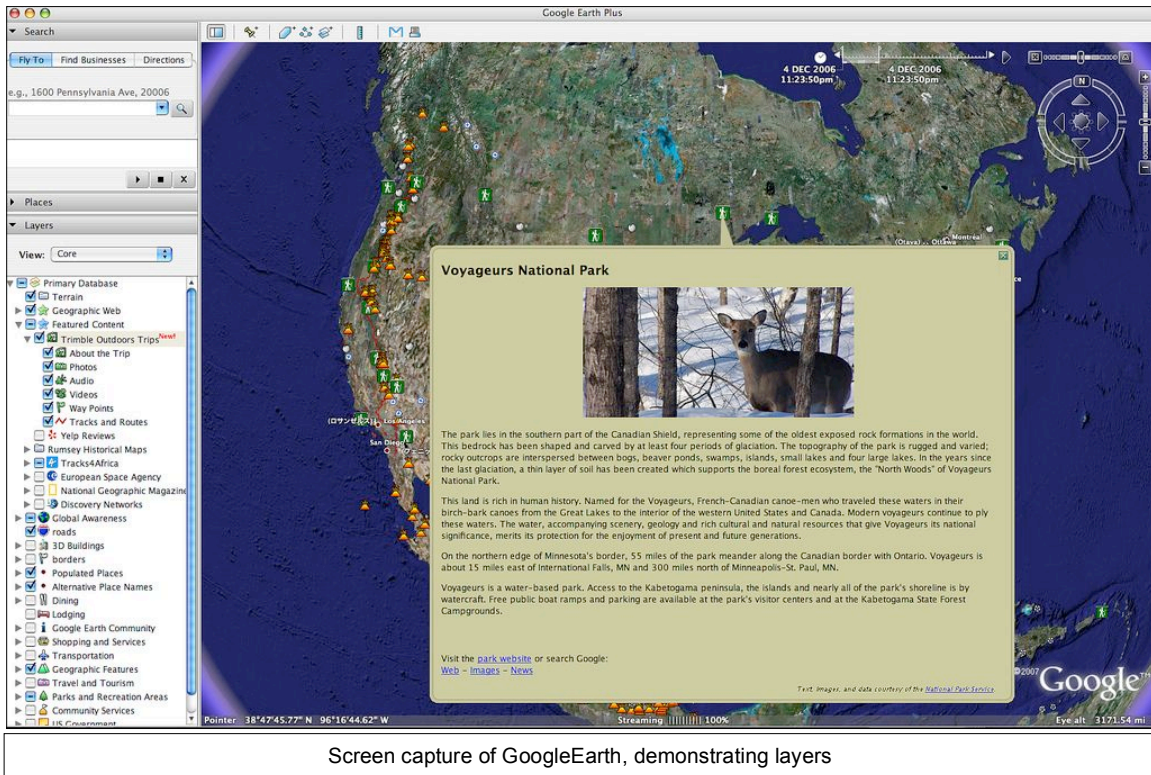 Google Earth Plus
Search
Fly To Find Businesses Directions
e.g., 1600 Pennsylvania Ave, 20006
Places
Layers
View: Core
Primary Database
Terrain
Geographic Web
Featured Content
Trimble Outdoors Trips New!
About the Trip
Photos
Audio
Videos
Way Points
Tracks and Routes
Yelp Reviews
Rumsey Historical Maps
Tracks4Africa
European Space Agency
National Geographic Magazine
Discovery Networks
Global Awareness
roads
3D Buildings
borders
Populated Places
Alternative Place Names
Dining
Lodging
Google Earth Community
Shopping and Services
Transportation
Geographic Features
Travel and Tourism
Parks and Recreation Areas
Community Services
US Government
4 DEC 2006 4 DEC 2006
11:23:50pm 11:23:50pm
N
Montréal
(Otava) Ottawa
(ロサンゼルス) Los Angeles
San Diego
Voyageurs National Park
The park lies in the southern part of the Canadian Shield, representing some of the oldest exposed rock formations in the world.
This bedrock has been shaped and carved by at least four periods of glaciation. The topography of the park is rugged and varied;
rocky outcrops are interspersed between bogs, beaver ponds, swamps, islands, small lakes and four large lakes. In the years since
the last glaciation, a thin layer of soil has been created which supports the boreal forest ecosystem, the "North Woods" of Voyageurs
National Park.
This land is rich in human history. Named for the Voyageurs, French-Canadian canoe-men who traveled these waters in their
birch-bark canoes from the Great Lakes to the interior of the western United States and Canada. Modern voyageurs continue to ply
these waters. The water, accompanying scenery, geology and rich cultural and natural resources that give Voyageurs its national
significance, merits its protection for the enjoyment of present and future generations.
On the northern edge of Minnesota's border, 55 miles of the park meander along the Canadian border with Ontario. Voyageurs is
about 15 miles east of International Falls, MN and 300 miles north of Minneapolis-St. Paul, MN.
Voyageurs is a water-based park. Access to the Kabetogama peninsula, the islands and nearly all of the park's shoreline is by
watercraft. Free public boat ramps and parking are available at the park's visitor centers and at the Kabetogama State Forest
Campgrounds.
Visit the park website or search Google:
Web - Images - News
Text, images, and data courtesy of the National Park Service.
©2007 Google™
Pointer 38°47'45.77" N 96°16'44.62" W Streaming 100% Eye alt 3171.54 mi
Screen capture of GoogleEarth, demonstrating layers